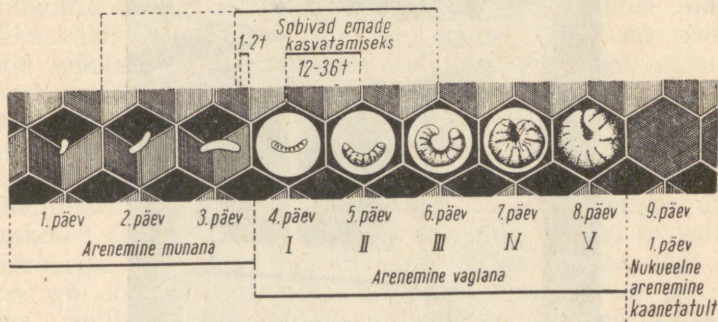 Sobivad emade
1-2t kasvatamiseks
12-36t
1. päev 2. päev 3. päev 4. päev 5. päev 6. päev 7. päev 8. päev 9. päev
Arenemine munana I II III IV V 1. päev
Arenemine vaglana
Nukueelne
arenemine
kaanetatult